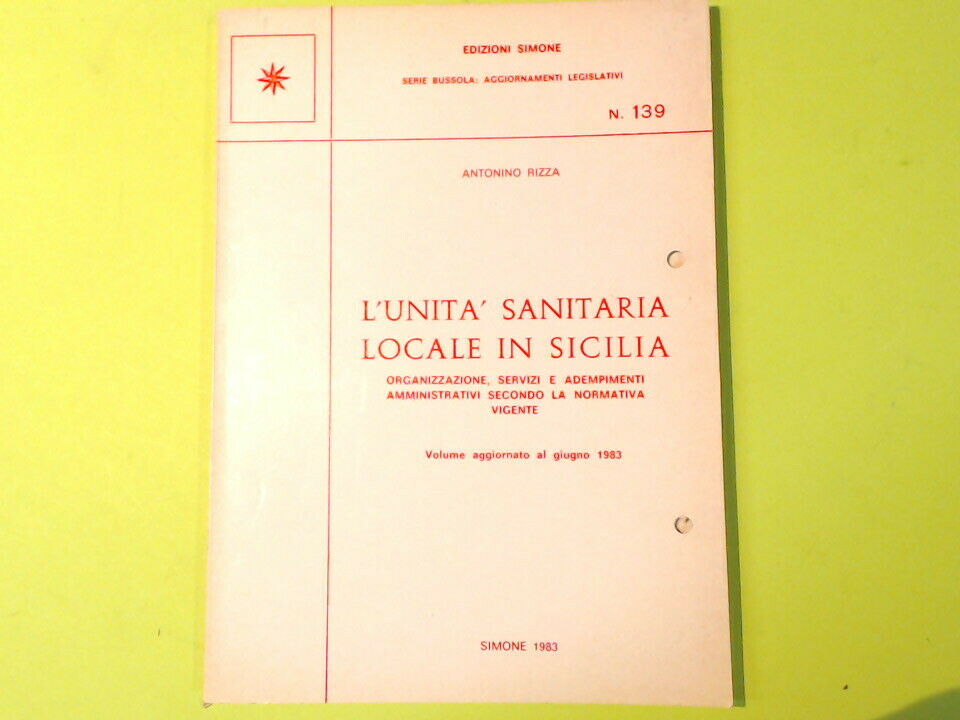 EDIZIONI SIMONE
SERIE BUSSOLA: AGGIORNAMENTI LEGISLATIVI
N. 139
ANTONINO RIZZA
L'UNITA' SANITARIA
LOCALE IN SICILIA
ORGANIZZAZIONE, SERVIZI E ADEMPIMENTI
AMMINISTRATIVI SECONDO LA NORMATIVA
VIGENTE
Volume aggiornato al giugno 1983
SIMONE 1983